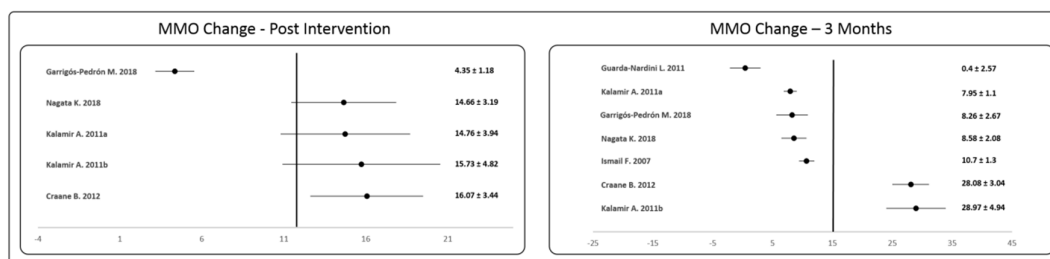 MMO Change - Post Intervention
Garrigós-Pedrón M. 2018 4.35 ± 1.18
Nagata K. 2018 14.66 ± 3.19
Kalamir A. 2011a 14.76 ± 3.94
Kalamir A. 2011b 15.73 ± 4.82
Craane B. 2012 16.07 ± 3.44
-4 1 6 11 16 21
MMO Change – 3 Months
Guarda-Nardini L. 2011 0.4 ± 2.57
Kalamir A. 2011a 7.95 ± 1.1
Garrigós-Pedrón M. 2018 8.26 ± 2.67
Nagata K. 2018 8.58 ± 2.08
Ismail F. 2007 10.7 ± 1.3
Craane B. 2012 28.08 ± 3.04
Kalamir A. 2011b 28.97 ± 4.94
-25 -15 -5 5 15 25 35 45